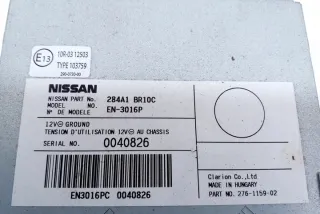 E13
10R-03 12503
TYPE 103759
NISSAN
NISSAN PART No. 284A1 BR10C
MODEL NO. EN-3016P
N° DE MODELE
12V⊖ GROUND
TENSION D'UTILISATION 12V⊖ AU CHASSIS
SERIAL NO. 0040826
EN3016PC 0040826
Clarion Co.,Ltd
MADE IN HUNGARY
PART No. 276-1159-02